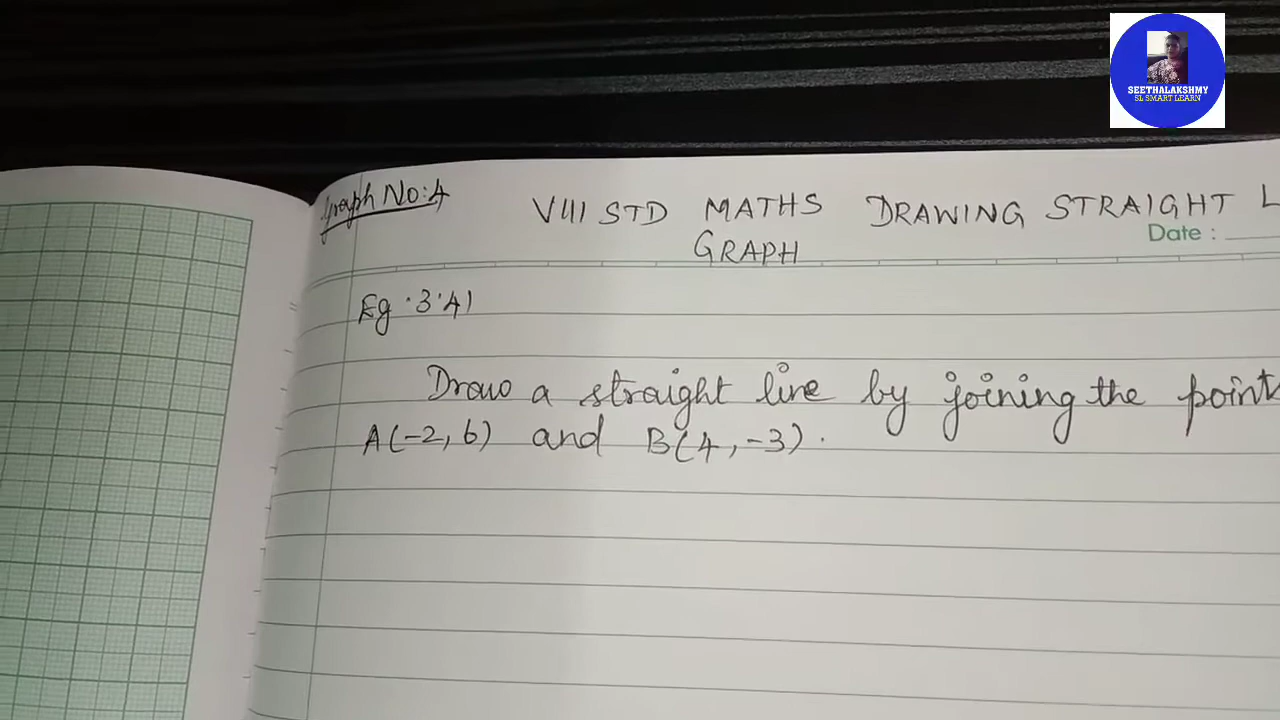 SEETHALAKSHMY
SL SMART LEARN
Graph No:4
VIII STD MATHS DRAWING STRAIGHT L
GRAPH
Date :
Eg.3.41
Draw a straight line by joining the points
A(-2, 6) and B(4, -3).